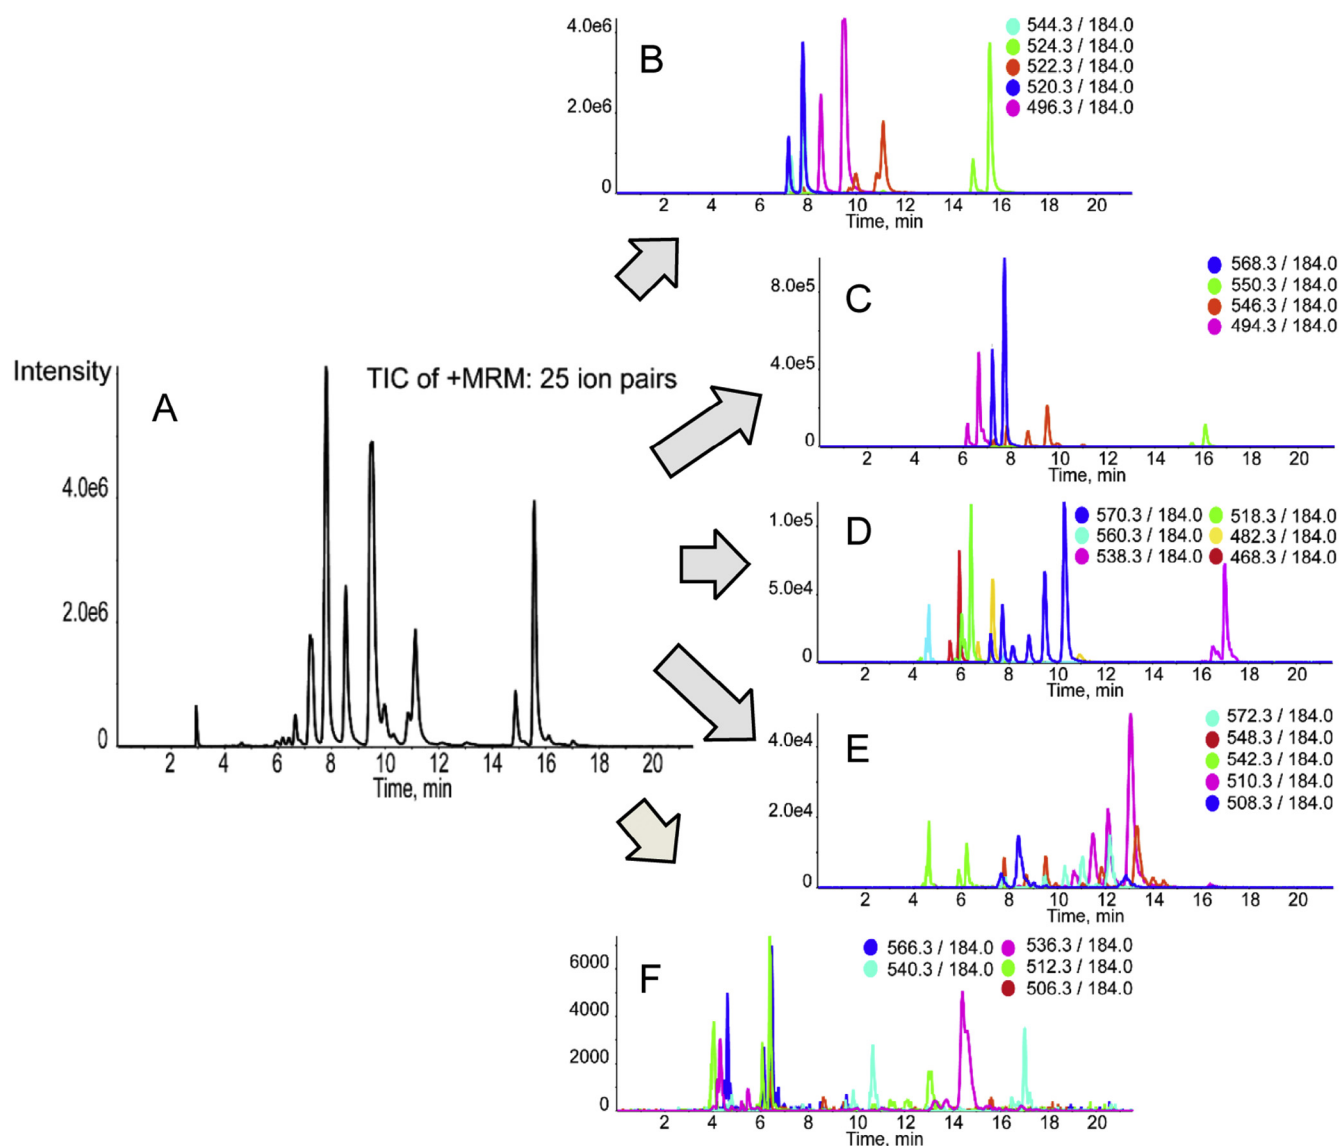 B
4.0e6
2.0e6
0
544.3 / 184.0
524.3 / 184.0
522.3 / 184.0
520.3 / 184.0
496.3 / 184.0
2 4 6 8 10 12 14 16 18 20
Time, min
C
8.0e5
4.0e5
0
568.3 / 184.0
550.3 / 184.0
546.3 / 184.0
494.3 / 184.0
2 4 6 8 10 12 14 16 18 20
Time, min
Intensity
A
TIC of +MRM: 25 ion pairs
4.0e6
2.0e6
0
2 4 6 8 10 12 14 16 18 20
Time, min
D
1.0e5
5.0e4
0
570.3 / 184.0 518.3 / 184.0
560.3 / 184.0 482.3 / 184.0
538.3 / 184.0 468.3 / 184.0
2 4 6 8 10 12 14 16 18 20
Time, min
E
4.0e4
2.0e4
0
572.3 / 184.0
548.3 / 184.0
542.3 / 184.0
510.3 / 184.0
508.3 / 184.0
2 4 6 8 10 12 14 16 18 20
Time, min
F
6000
4000
2000
0
566.3 / 184.0 536.3 / 184.0
540.3 / 184.0 512.3 / 184.0
506.3 / 184.0
2 4 6 8 10 12 14 16 18 20
Time, min